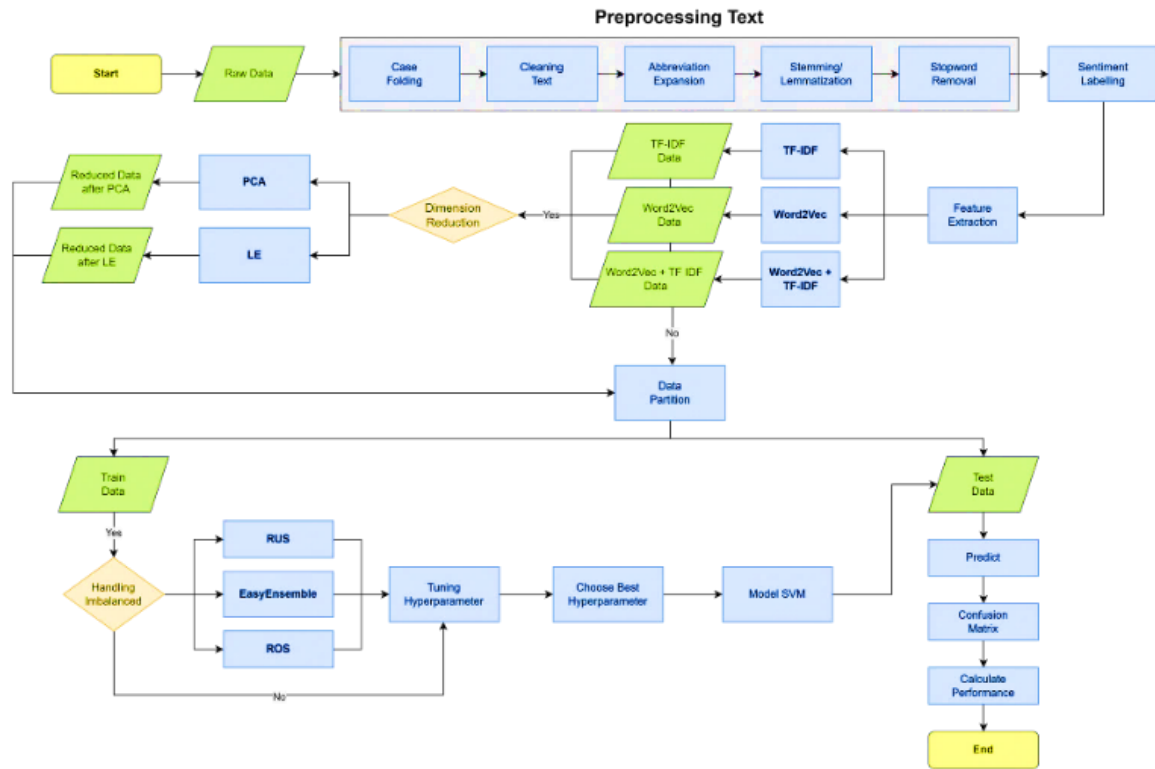 Preprocessing Text
Start
Raw Data
Case
Folding
Cleaning
Text
Abbreviation
Expansion
Stemming/
Lemmatization
Stopword
Removal
Sentiment
Labelling
Reduced Data
after PCA
PCA
Dimension
Reduction
Yes
TF-IDF
Data
TF-IDF
Word2Vec
Data
Word2Vec
Feature
Extraction
Reduced Data
after LE
LE
Word2Vec + TF IDF
Data
Word2Vec +
TF-IDF
No
Data
Partition
Train
Data
Test
Data
Yes
Handling
Imbalanced
RUS
EasyEnsemble
ROS
No
Tuning
Hyperparameter
Choose Best
Hyperparameter
Model SVM
Predict
Confusion
Matrix
Calculate
Performance
End